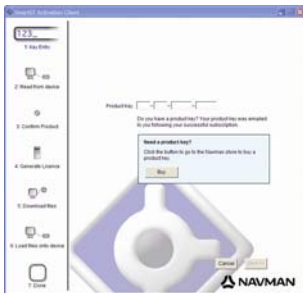 SmartST Activation Client
123_
1. Key Entry
2. Read from device
3. Confirm Product
4. Generate Licence
5. Download files
6. Load files onto device
7. Done
Product key:
Do you have a product key? Your product key was emailed
to you following your successful subscription.
Need a product key?
Click the button to go to the Navman store to buy a
product key.
Buy
Cancel
NAVMAN